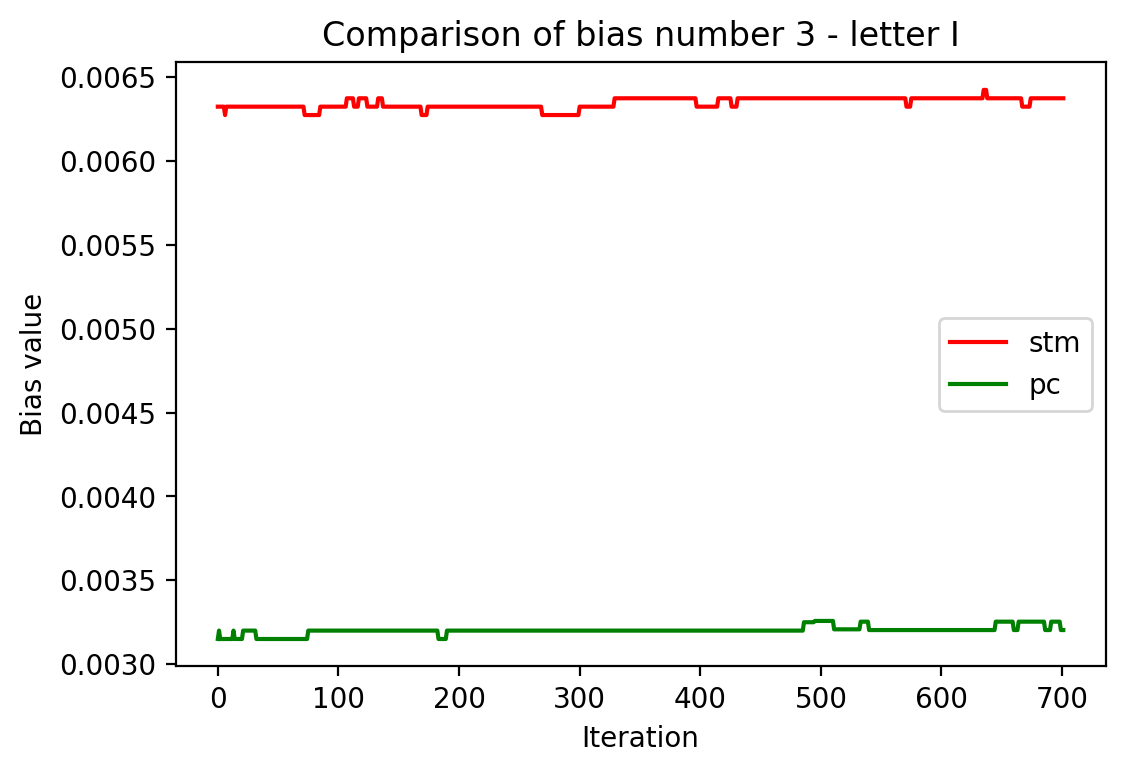 Comparison of bias number 3 - letter I
0.0065
0.0060
0.0055
0.0050
0.0045
0.0040
0.0035
0.0030
Bias value
stm
pc
0 100 200 300 400 500 600 700
Iteration